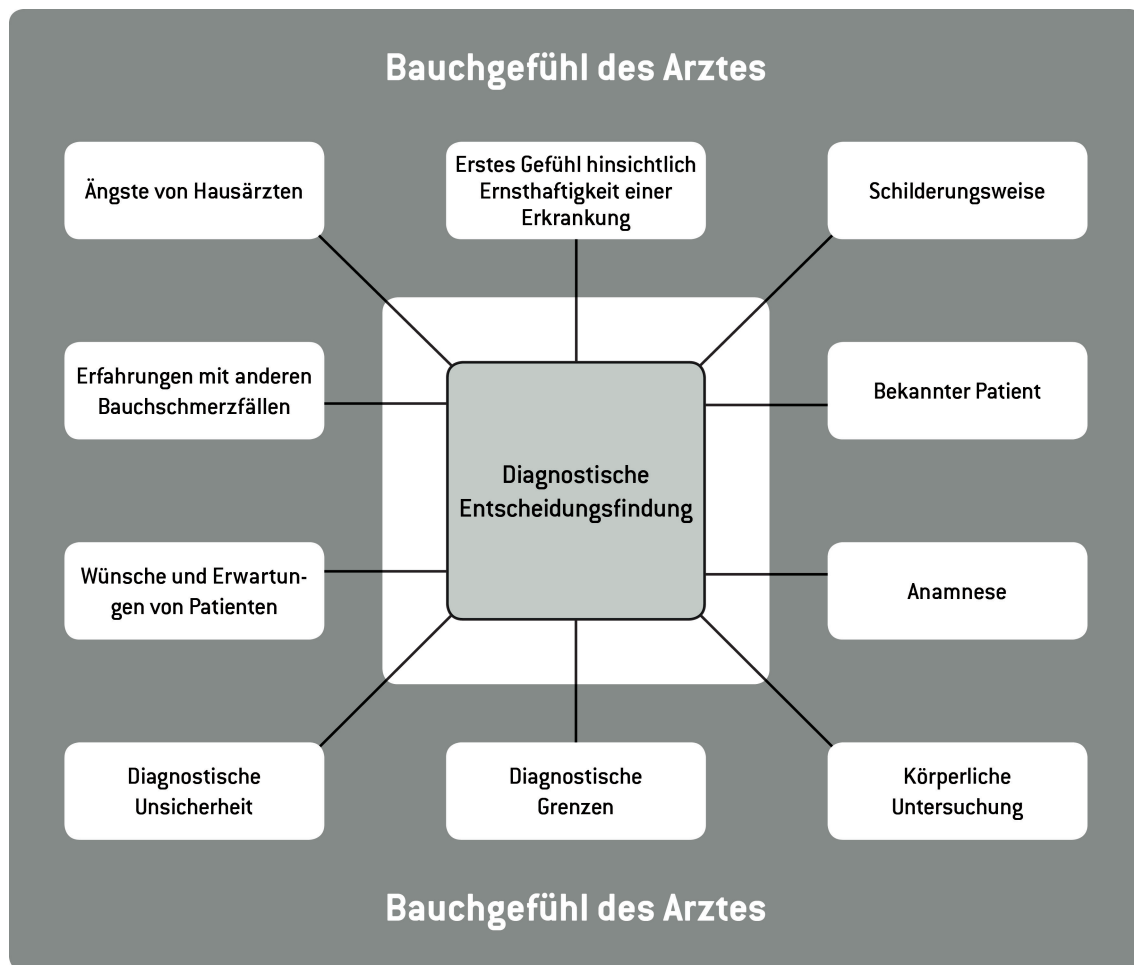 Bauchgefühl des Arztes
Ängste von Hausärzten
Erstes Gefühl hinsichtlich
Ernsthaftigkeit einer
Erkrankung
Schilderungsweise
Erfahrungen mit anderen
Bauchschmerzfällen
Bekannter Patient
Diagnostische
Entscheidungsfindung
Wünsche und Erwartun-
gen von Patienten
Anamnese
Diagnostische
Unsicherheit
Diagnostische
Grenzen
Körperliche
Untersuchung
Bauchgefühl des Arztes